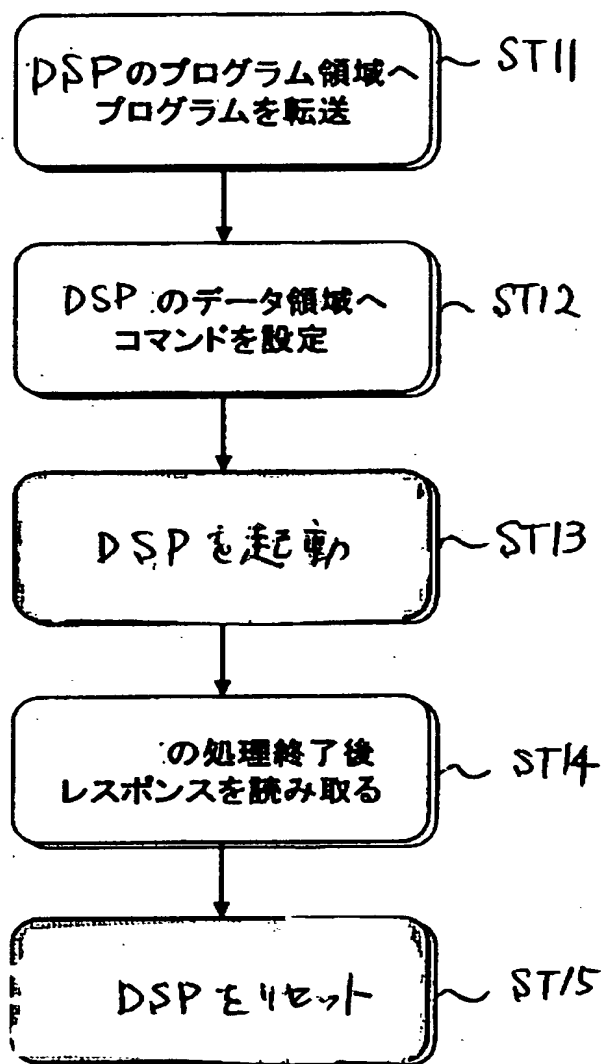 DSPのプログラム領域へ
プログラムを転送
ST11
DSPのデータ領域へ
コマンドを設定
ST12
DSPを起動
ST13
の処理終了後
レスポンスを読み取る
ST14
DSPをリセット
ST15